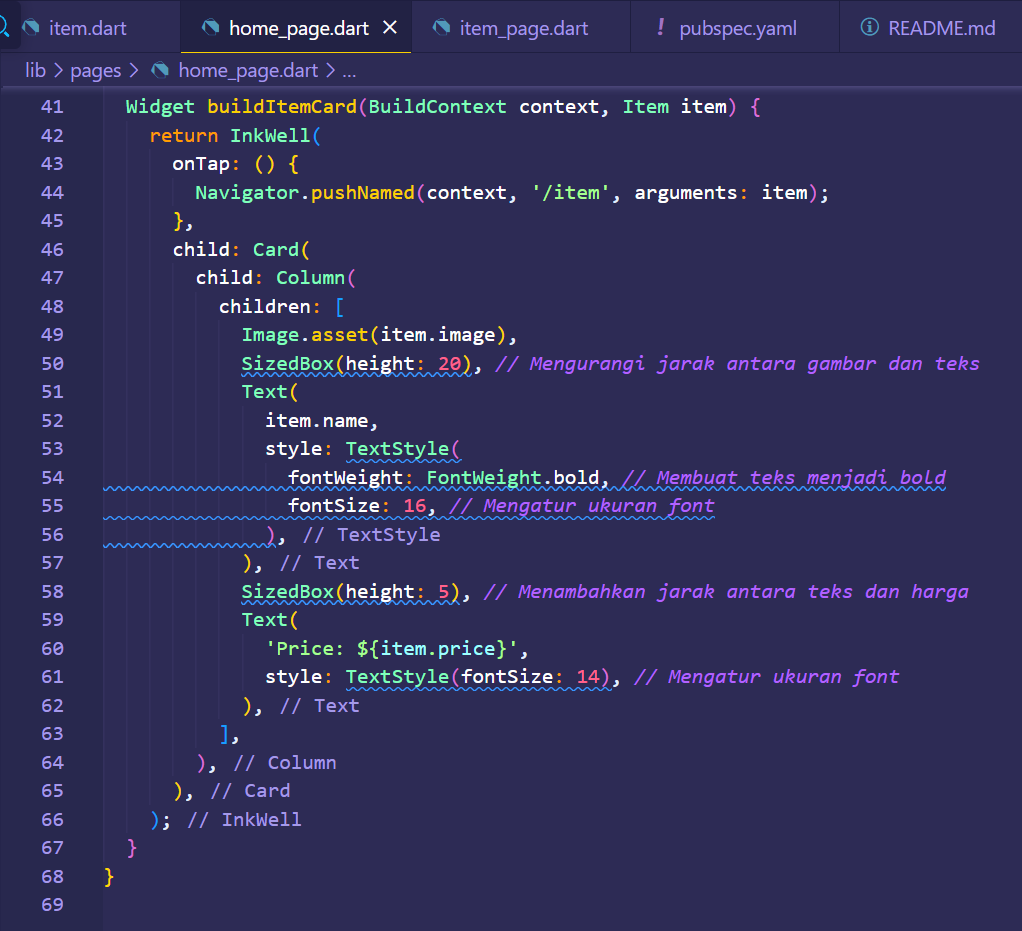 item.dart home_page.dart item_page.dart ! pubspec.yaml README.md
lib > pages > home_page.dart > ...
41 Widget buildItemCard(BuildContext context, Item item) {
42 return InkWell(
43 onTap: () {
44 Navigator.pushNamed(context, '/item', arguments: item);
45 },
46 child: Card(
47 child: Column(
48 children: [
49 Image.asset(item.image),
50 SizedBox(height: 20), // Mengurangi jarak antara gambar dan teks
51 Text(
52 item.name,
53 style: TextStyle(
54 fontWeight: FontWeight.bold, // Membuat teks menjadi bold
55 fontSize: 16, // Mengatur ukuran font
56 ), // TextStyle
57 ), // Text
58 SizedBox(height: 5), // Menambahkan jarak antara teks dan harga
59 Text(
60 'Price: ${item.price}',
61 style: TextStyle(fontSize: 14), // Mengatur ukuran font
62 ), // Text
63 ],
64 ), // Column
65 ), // Card
66 ); // InkWell
67 }
68 }
69